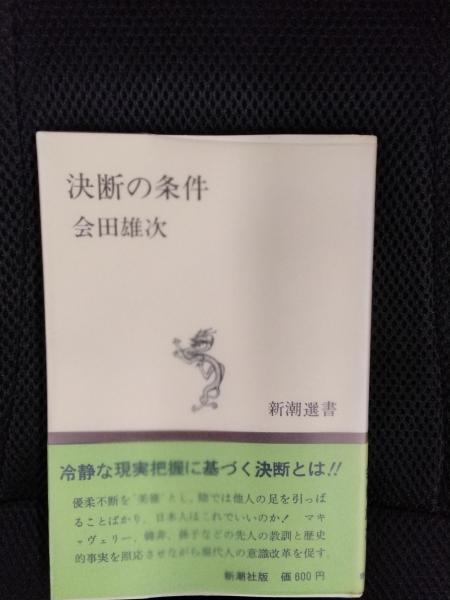 決断の条件
会田雄次
新潮選書
冷静な現実把握に基づく決断とは!!
優柔不断を“美徳”とし、陰では他人の足を引っぱ
ることばかり、日本人はこれでいいのか! マキ
ャヴェリー、韓非、孫子などの先人の教訓と歴史
的事実を照応させながら現代人の意識改革を促す。
新潮社版 価600円